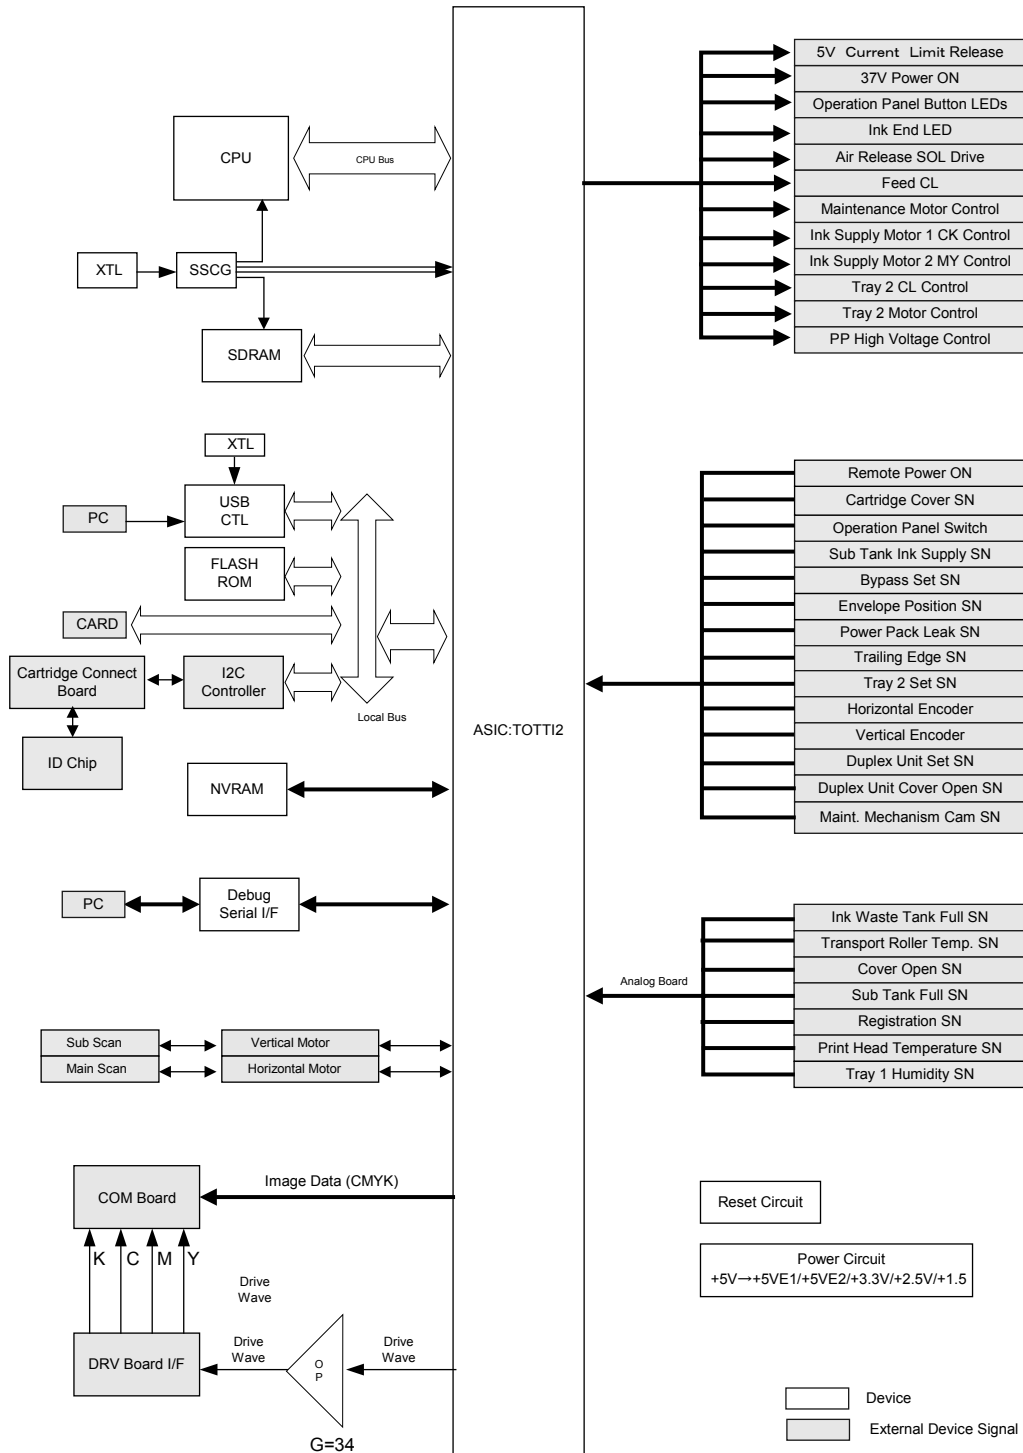 CPU
CPU Bus
XTL
SSCG
SDRAM
XTL
PC
USB
CTL
FLASH
ROM
CARD
Cartridge Connect
Board
I2C
Controller
Local Bus
ID Chip
NVRAM
PC
Debug
Serial I/F
Sub Scan
Vertical Motor
Main Scan
Horizontal Motor
COM Board
Image Data (CMYK)
K
C
M
Y
Drive
Wave
DRV Board I/F
Drive
Wave
O
P
Drive
Wave
G=34
ASIC:TOTTI2
5V Current Limit Release
37V Power ON
Operation Panel Button LEDs
Ink End LED
Air Release SOL Drive
Feed CL
Maintenance Motor Control
Ink Supply Motor 1 CK Control
Ink Supply Motor 2 MY Control
Tray 2 CL Control
Tray 2 Motor Control
PP High Voltage Control
Remote Power ON
Cartridge Cover SN
Operation Panel Switch
Sub Tank Ink Supply SN
Bypass Set SN
Envelope Position SN
Power Pack Leak SN
Trailing Edge SN
Tray 2 Set SN
Horizontal Encoder
Vertical Encoder
Duplex Unit Set SN
Duplex Unit Cover Open SN
Maint. Mechanism Cam SN
Analog Board
Ink Waste Tank Full SN
Transport Roller Temp. SN
Cover Open SN
Sub Tank Full SN
Registration SN
Print Head Temperature SN
Tray 1 Humidity SN
Reset Circuit
Power Circuit
+5V→+5VE1/+5VE2/+3.3V/+2.5V/+1.5
Device
External Device Signal